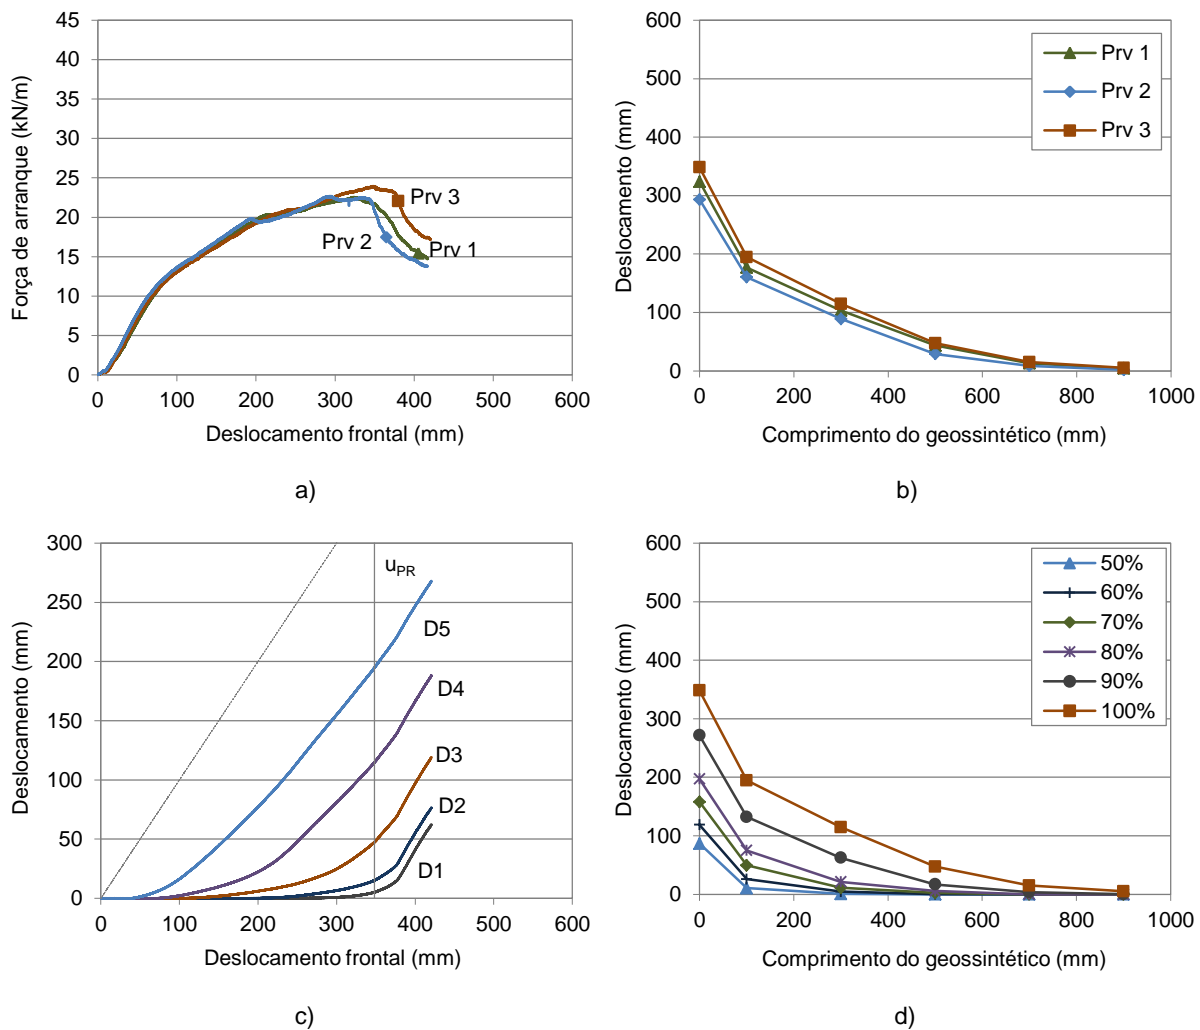 Força de arranque (kN/m)
45
40
35
30
25
20
15
10
5
0
0 100 200 300 400 500 600
Deslocamento frontal (mm)
Prv 3
Prv 2
Prv 1
a)
Deslocamento (mm)
600
500
400
300
200
100
0
0 200 400 600 800 1000
Comprimento do geossintético (mm)
Prv 1
Prv 2
Prv 3
b)
Deslocamento (mm)
300
250
200
150
100
50
0
0 100 200 300 400 500 600
Deslocamento frontal (mm)
uPR
D5
D4
D3
D2
D1
c)
Deslocamento (mm)
600
500
400
300
200
100
0
0 200 400 600 800 1000
Comprimento do geossintético (mm)
50%
60%
70%
80%
90%
100%
d)